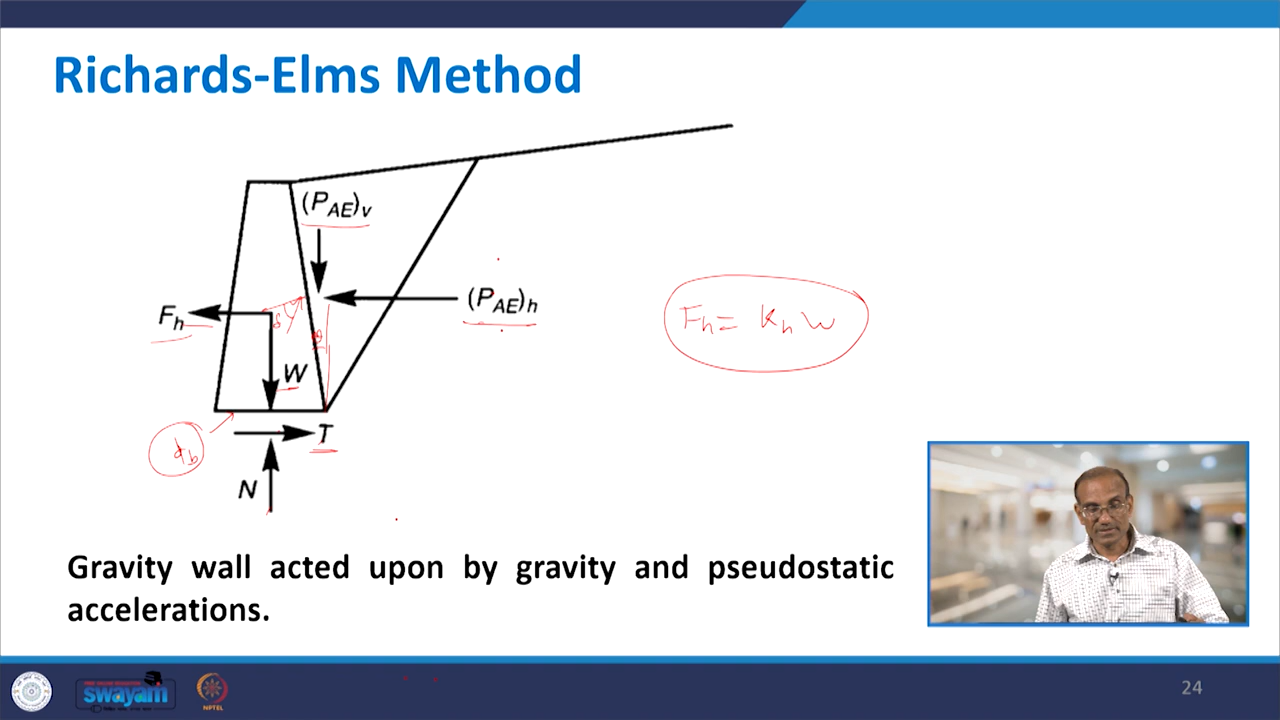 Richards-Elms Method
(P_AE)_v
F_h
(P_AE)_h
F_h = K_h W
δ
θ
W
T
ϕ_b
N
Gravity wall acted upon by gravity and pseudostatic
accelerations.
swayam
NPTEL
24